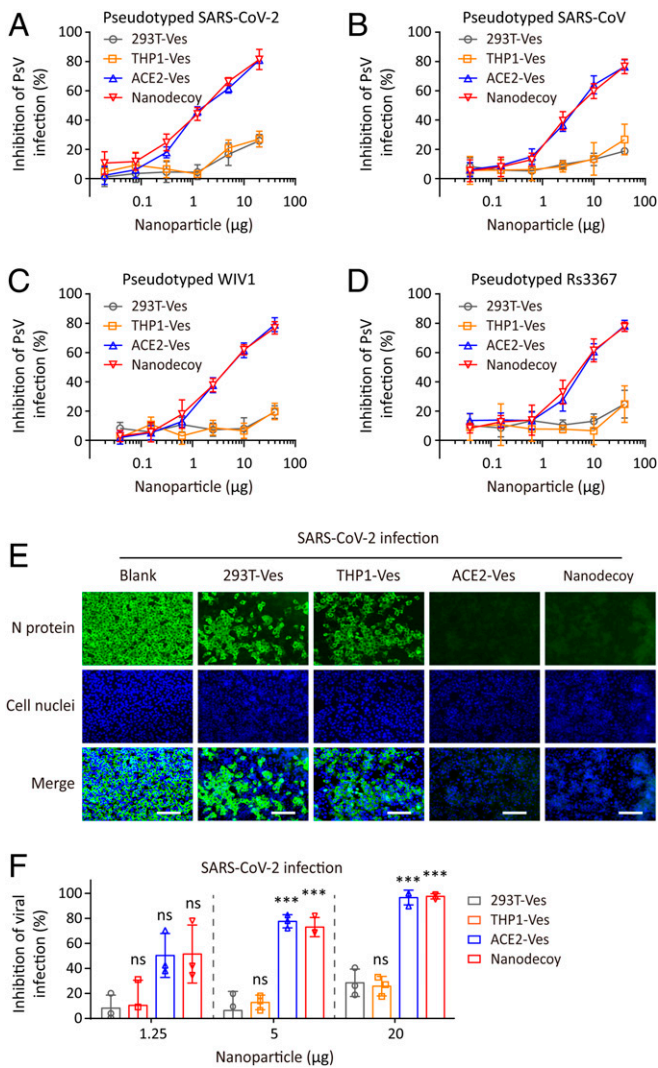 A
Pseudotyped SARS-CoV-2
293T-Ves
THP1-Ves
ACE2-Ves
Nanodecoy
Inhibition of PsV
infection (%)
100
80
60
40
20
0
0.1
1
10
100
Nanoparticle (μg)
B
Pseudotyped SARS-CoV
293T-Ves
THP1-Ves
ACE2-Ves
Nanodecoy
Inhibition of PsV
infection (%)
100
80
60
40
20
0
0.1
1
10
100
Nanoparticle (μg)
C
Pseudotyped WIV1
293T-Ves
THP1-Ves
ACE2-Ves
Nanodecoy
Inhibition of PsV
infection (%)
100
80
60
40
20
0
0.1
1
10
100
Nanoparticle (μg)
D
Pseudotyped Rs3367
293T-Ves
THP1-Ves
ACE2-Ves
Nanodecoy
Inhibition of PsV
infection (%)
100
80
60
40
20
0
0.1
1
10
100
Nanoparticle (μg)
E
SARS-CoV-2 infection
Blank 293T-Ves THP1-Ves ACE2-Ves Nanodecoy
N protein
Cell nuclei
Merge
F
SARS-CoV-2 infection
Inhibition of viral
infection (%)
100
80
60
40
20
0
ns ns ns
ns *** ***
ns *** ***
1.25 5 20
Nanoparticle (μg)
293T-Ves
THP1-Ves
ACE2-Ves
Nanodecoy